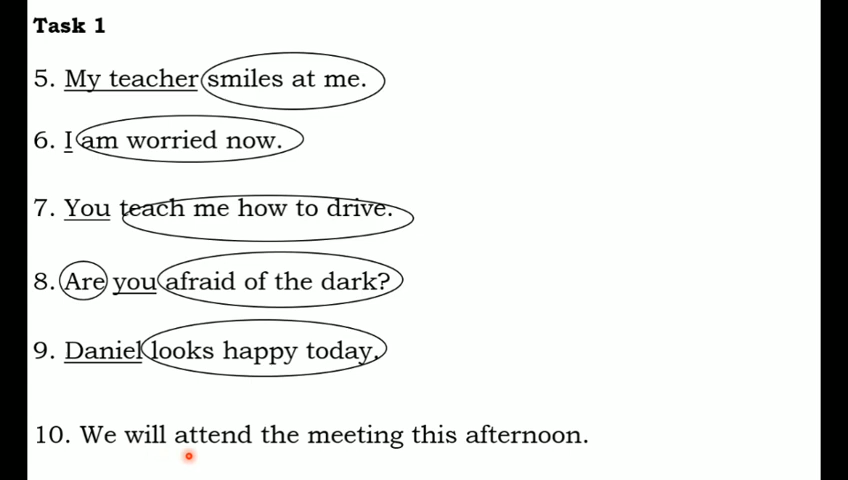 Task 1
5. My teacher smiles at me.
6. I am worried now.
7. You teach me how to drive.
8. Are you afraid of the dark?
9. Daniel looks happy today.
10. We will attend the meeting this afternoon.